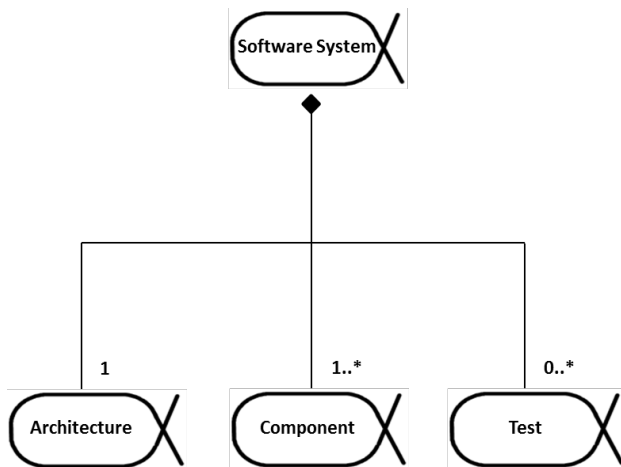 Software System
1
1..*
0..*
Architecture
Component
Test